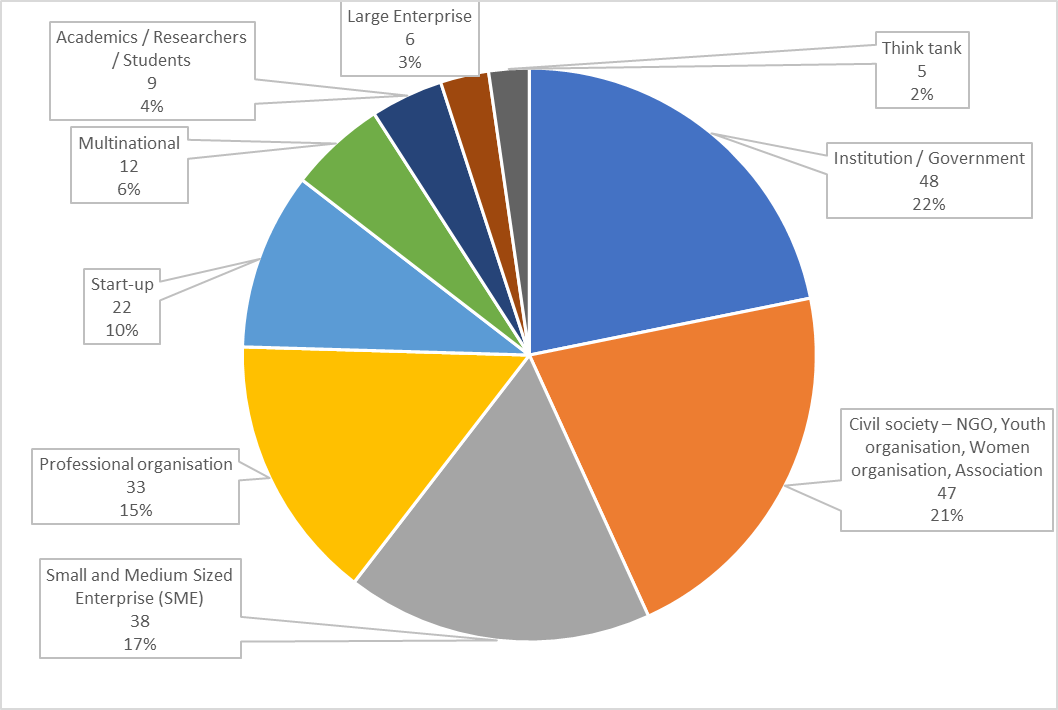 Large Enterprise
6
3%
Think tank
5
2%
Academics / Researchers
/ Students
9
4%
Multinational
12
6%
Institution / Government
48
22%
Start-up
22
10%
Civil society – NGO, Youth
organisation, Women
organisation, Association
47
21%
Professional organisation
33
15%
Small and Medium Sized
Enterprise (SME)
38
17%